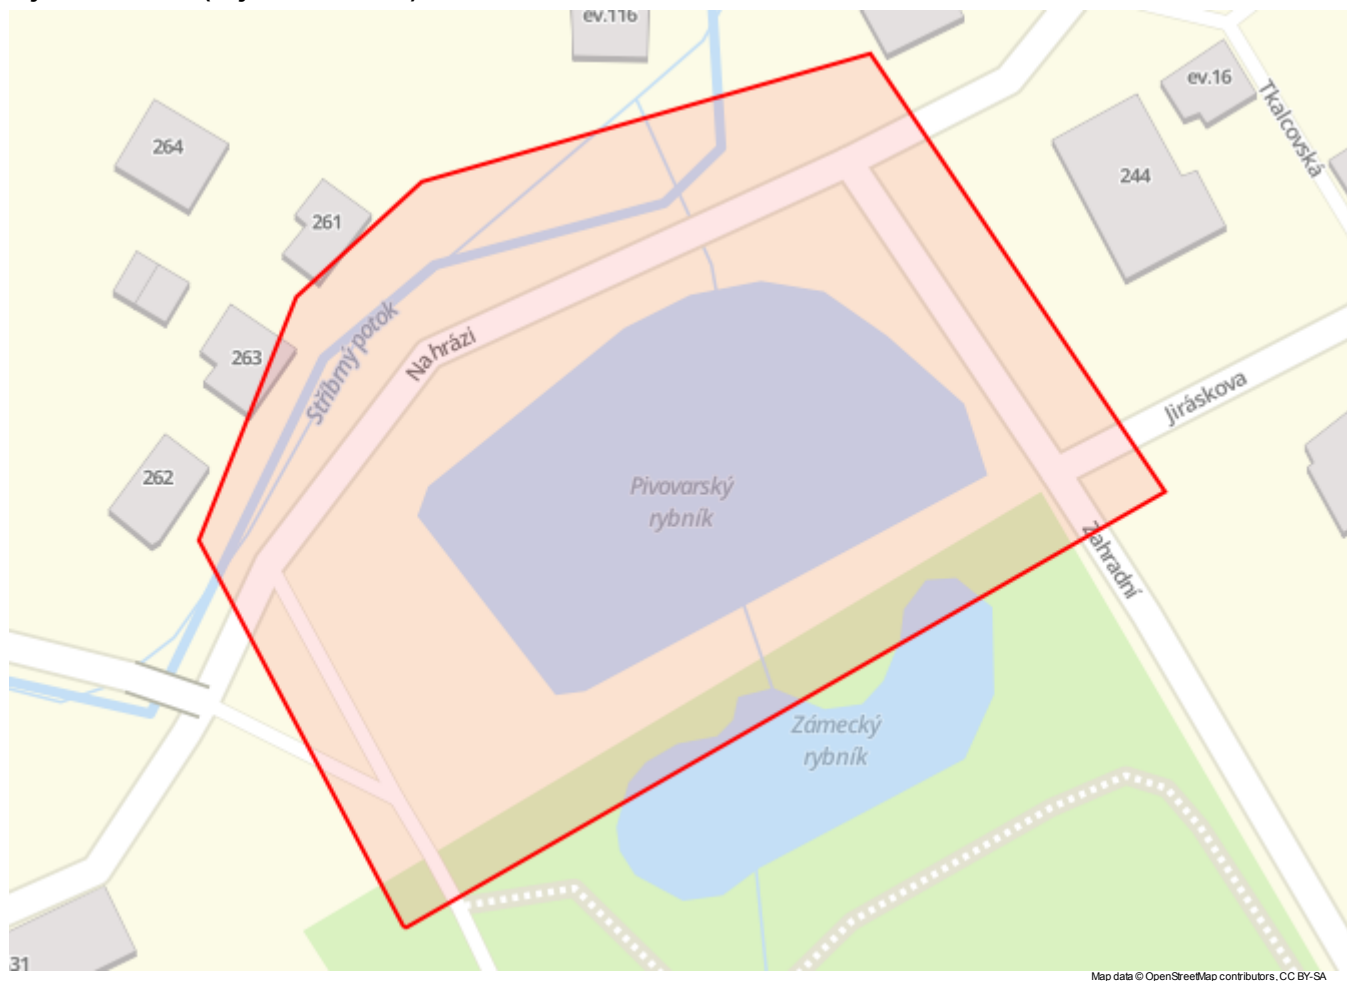 ev.116
ev.16
Tkalcovská
264
244
261
Stříbrný potok
Na hrázi
263
Jiráskova
262
Pivovarský
rybník
Zahradní
Zámecký
rybník
31
Map data © OpenStreetMap contributors, CC BY-SA